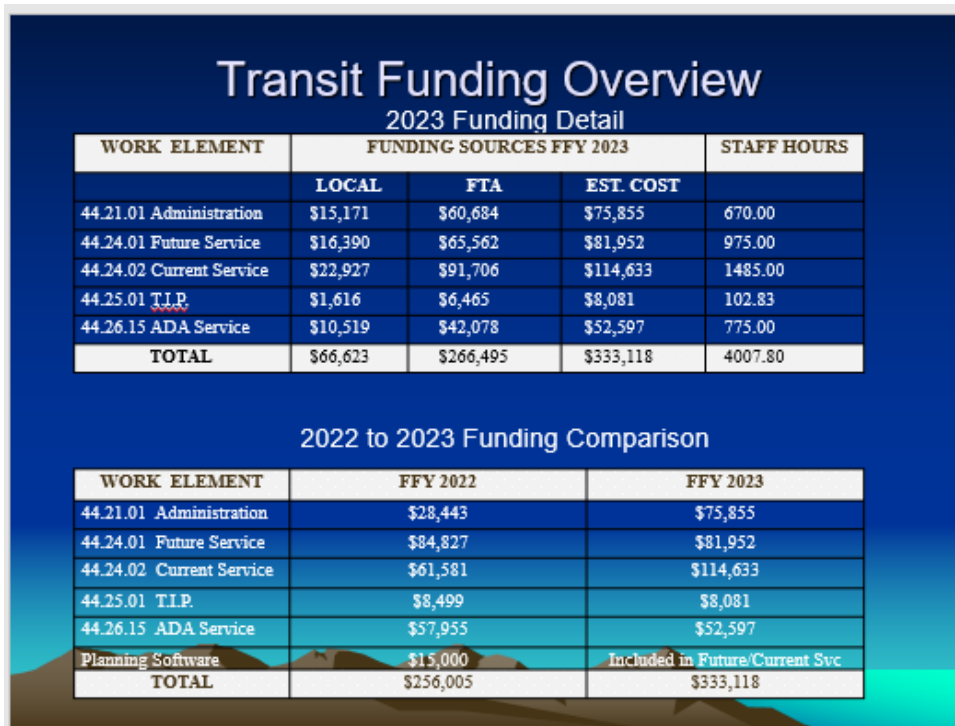 Transit Funding Overview
2023 Funding Detail
WORK ELEMENT FUNDING SOURCES FFY 2023 STAFF HOURS
LOCAL FTA EST. COST
44.21.01 Administration $15,171 $60,684 $75,855 670.00
44.24.01 Future Service $16,390 $65,562 $81,952 975.00
44.24.02 Current Service $22,927 $91,706 $114,633 1485.00
44.25.01 T.I.P. $1,616 $6,465 $8,081 102.83
44.26.15 ADA Service $10,519 $42,078 $52,597 775.00
TOTAL $66,623 $266,495 $333,118 4007.80
2022 to 2023 Funding Comparison
WORK ELEMENT FFY 2022 FFY 2023
44.21.01 Administration $28,443 $75,855
44.24.01 Future Service $84,827 $81,952
44.24.02 Current Service $61,581 $114,633
44.25.01 T.I.P. $8,499 $8,081
44.26.15 ADA Service $57,955 $52,597
Planning Software $15,000 Included in Future/Current Svc
TOTAL $256,005 $333,118